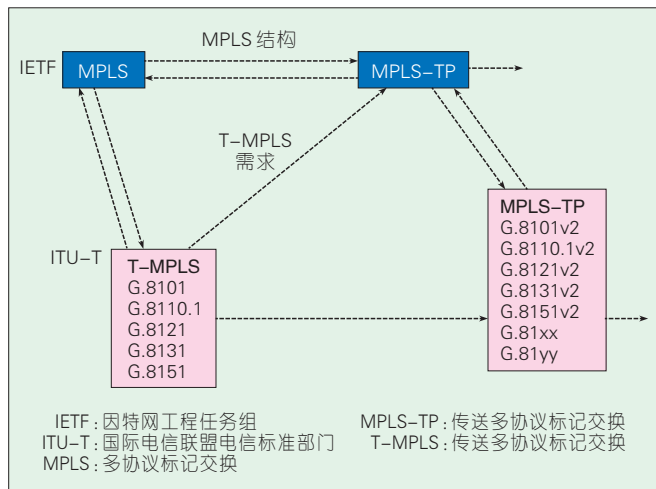 MPLS 结构
IETF
MPLS
MPLS-TP
T-MPLS
需求
ITU-T
T-MPLS
G.8101
G.8110.1
G.8121
G.8131
G.8151
MPLS-TP
G.8101v2
G.8110.1v2
G.8121v2
G.8131v2
G.8151v2
G.81xx
G.81yy
IETF:因特网工程任务组
ITU-T:国际电信联盟电信标准部门
MPLS:多协议标记交换
MPLS-TP:传送多协议标记交换
T-MPLS:传送多协议标记交换